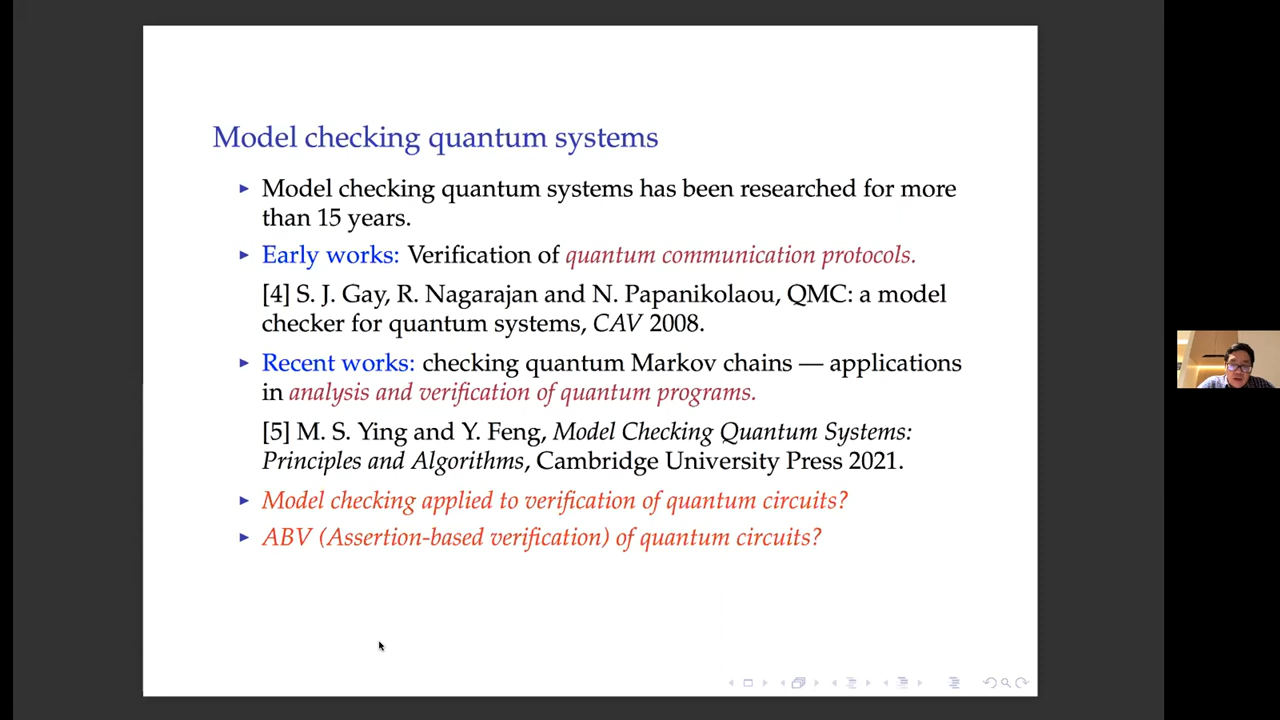 Model checking quantum systems
Model checking quantum systems has been researched for more
than 15 years.
Early works: Verification of quantum communication protocols.
[4] S. J. Gay, R. Nagarajan and N. Papanikolaou, QMC: a model
checker for quantum systems, CAV 2008.
Recent works: checking quantum Markov chains — applications
in analysis and verification of quantum programs.
[5] M. S. Ying and Y. Feng, Model Checking Quantum Systems:
Principles and Algorithms, Cambridge University Press 2021.
Model checking applied to verification of quantum circuits?
ABV (Assertion-based verification) of quantum circuits?